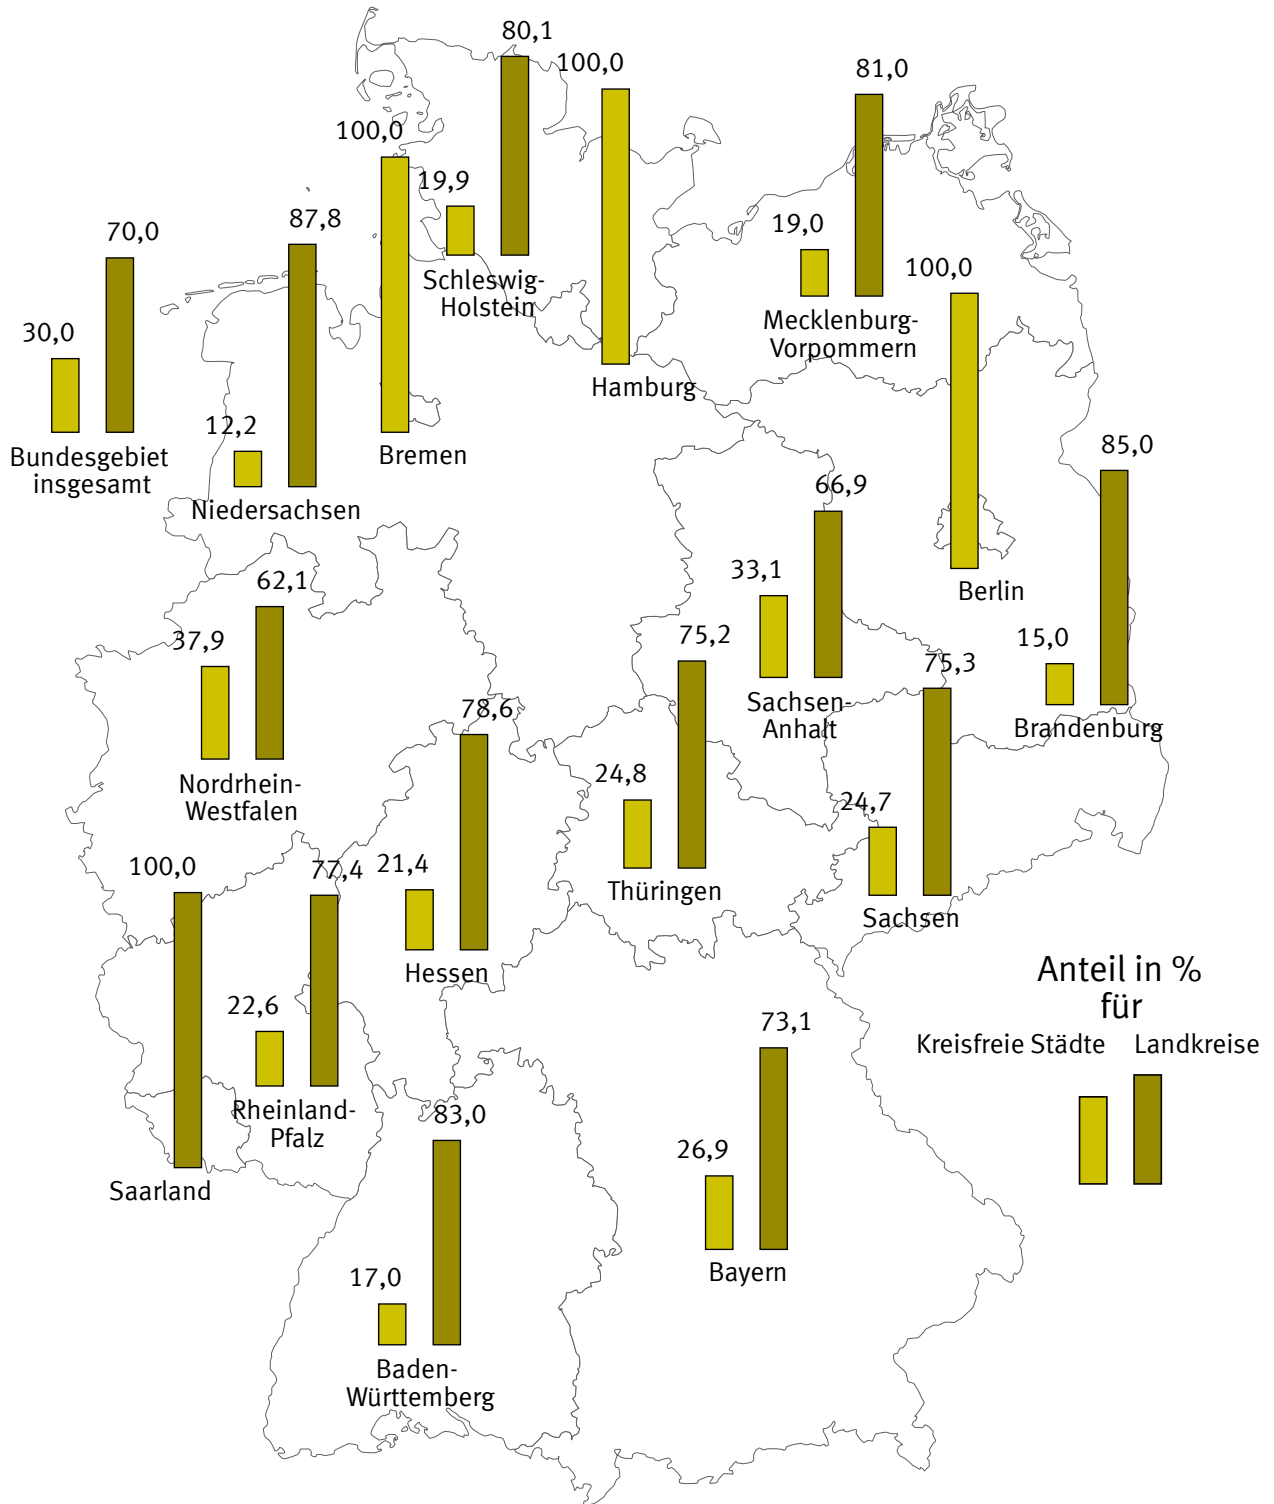 80,1
100,0
81,0
100,0
19,9
87,8
70,0
19,0
100,0
Schleswig-
Holstein
30,0
Mecklenburg-
Vorpommern
Hamburg
12,2
Bundesgebiet
insgesamt
Bremen
85,0
Niedersachsen
66,9
33,1
62,1
Berlin
37,9
75,2
15,0
75,3
78,6
Sachsen-
Anhalt
Brandenburg
24,8
Nordrhein-
Westfalen
24,7
100,0
77,4
21,4
Thüringen
Sachsen
Hessen
Anteil in %
für
Kreisfreie Städte
Landkreise
22,6
73,1
Rheinland-
Pfalz
83,0
26,9
Saarland
17,0
Bayern
Baden-
Württemberg